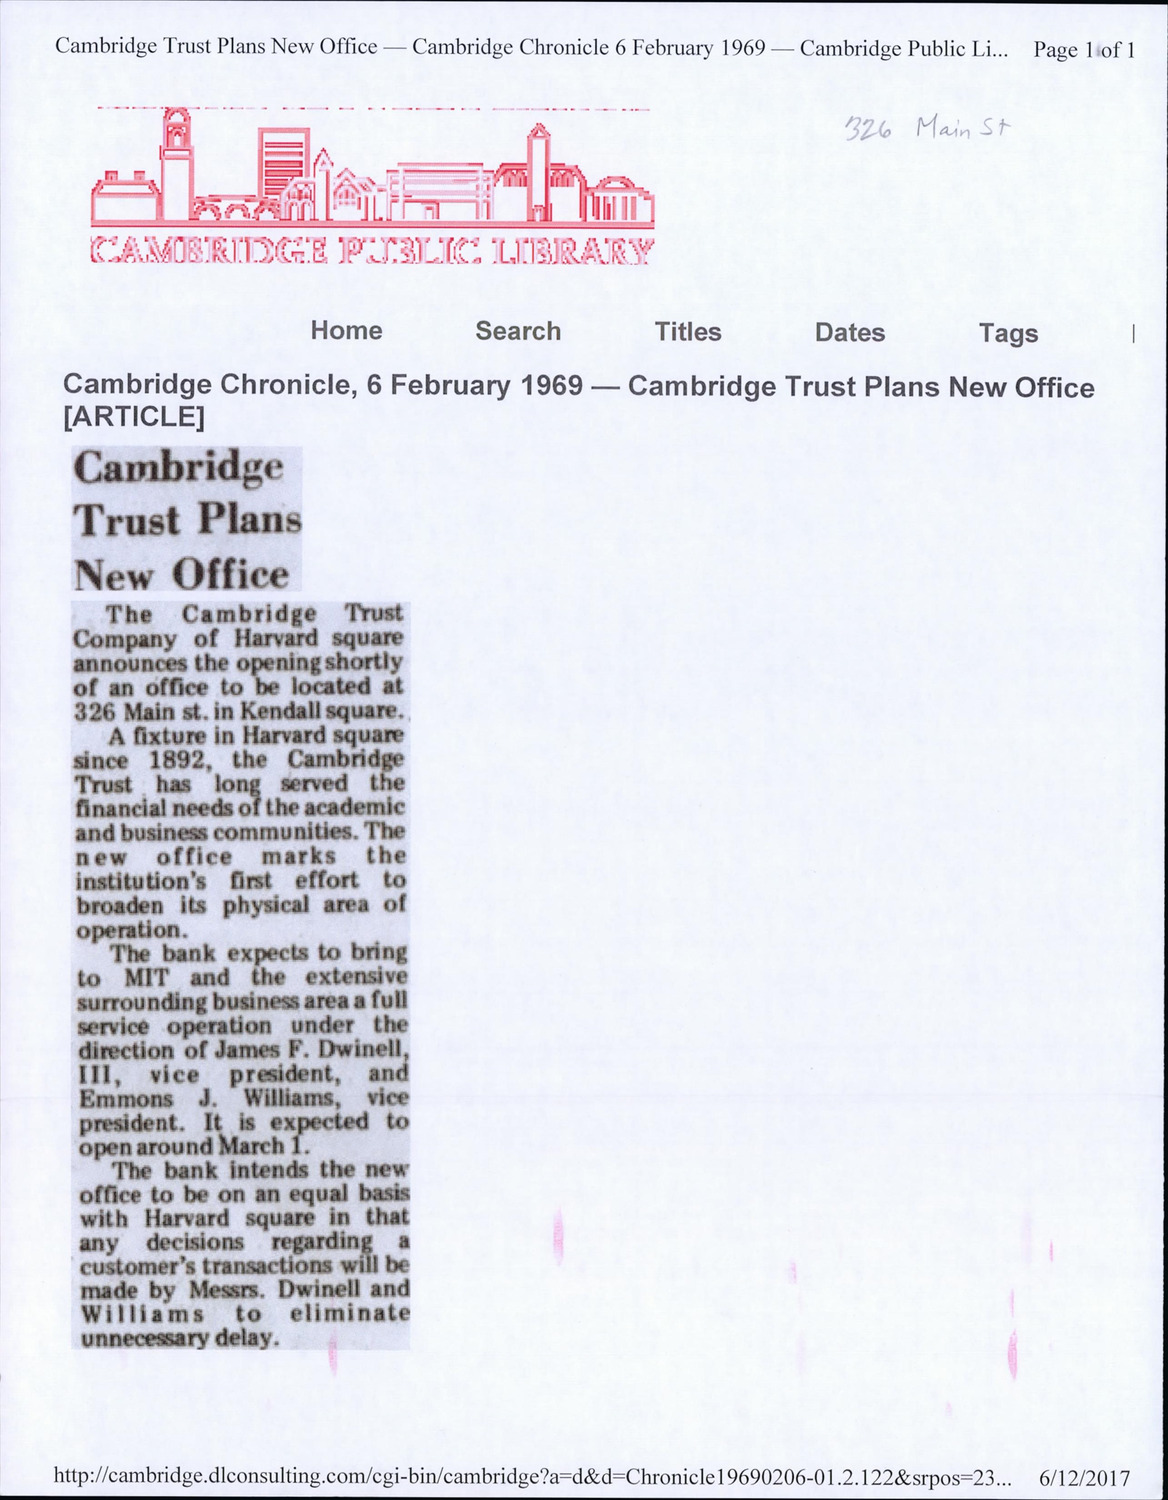 Cambridge Trust Plans New Office — Cambridge Chronicle 6 February 1969 — Cambridge Public Li... Page 1 of 1
326 Main St
CAMBRIDGE PUBLIC LIBRARY
Home Search Titles Dates Tags |
Cambridge Chronicle, 6 February 1969 — Cambridge Trust Plans New Office
[ARTICLE]
Cambridge
Trust Plans
New Office
The Cambridge Trust
Company of Harvard square
announces the opening shortly
of an office to be located at
326 Main st. in Kendall square.
A fixture in Harvard square
since 1892, the Cambridge
Trust has long served the
financial needs of the academic
and business communities. The
new office marks the
institution's first effort to
broaden its physical area of
operation.
The bank expects to bring
to MIT and the extensive
surrounding business area a full
service operation under the
direction of James F. Dwinell,
III, vice president, and
Emmons J. Williams, vice
president. It is expected to
open around March 1.
The bank intends the new
office to be on an equal basis
with Harvard square in that
any decisions regarding a
customer's transactions will be
made by Messrs. Dwinell and
Williams to eliminate
unnecessary delay.
http://cambridge.dlconsulting.com/cgi-bin/cambridge?a=d&d=Chronicle19690206-01.2.122&srpos=23... 6/12/2017